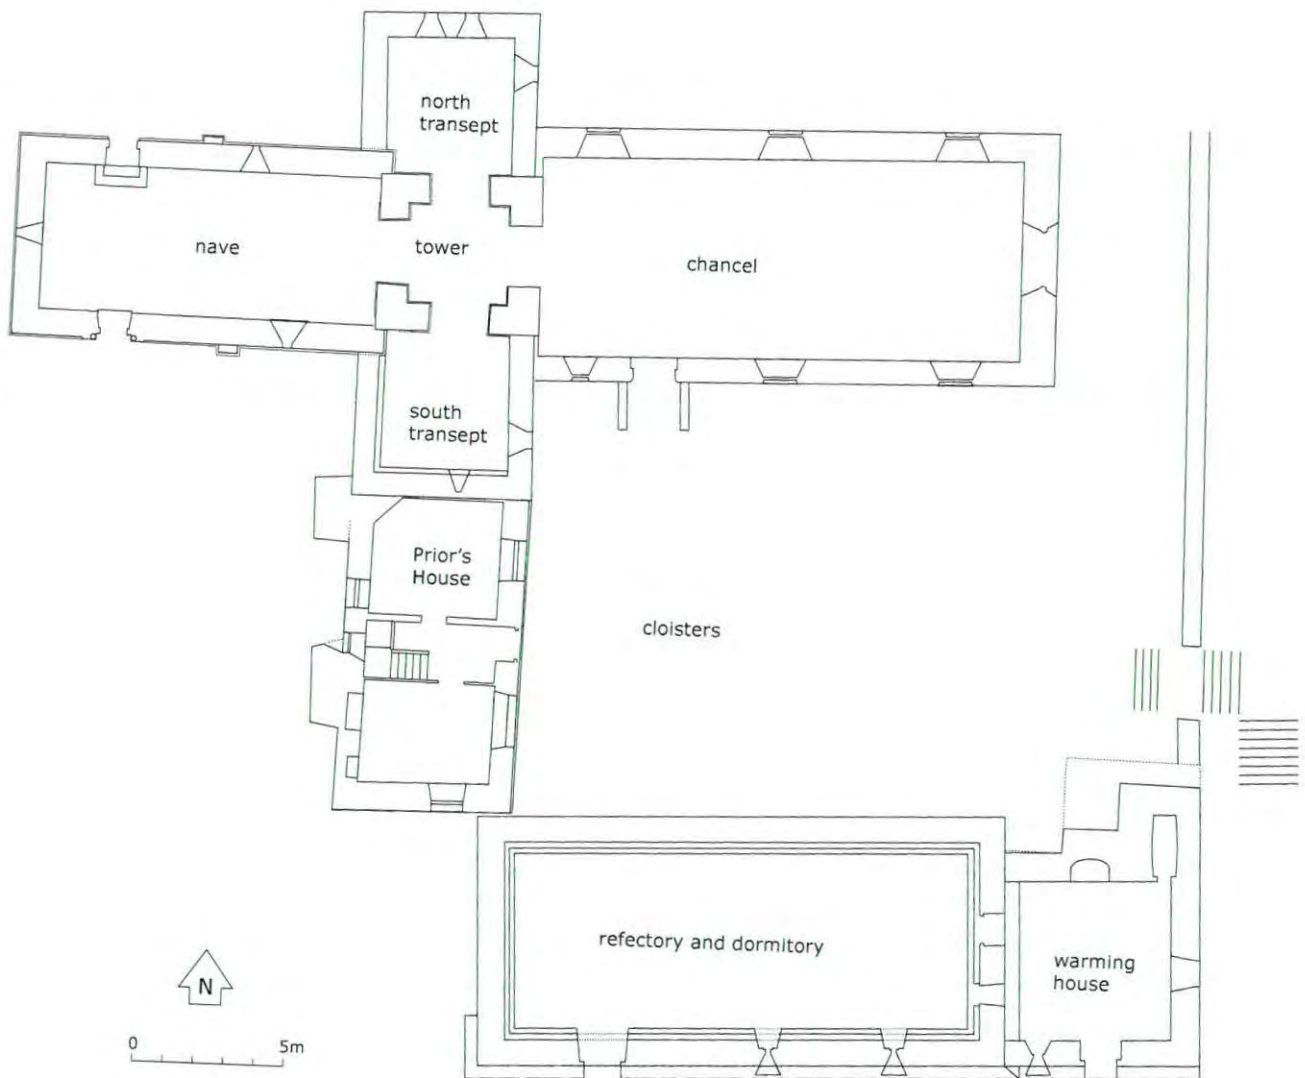 north
transept
nave
tower
chancel
south
transept
Prior's
House
cloisters
refectory and dormitory
warming
house
N
0
5m